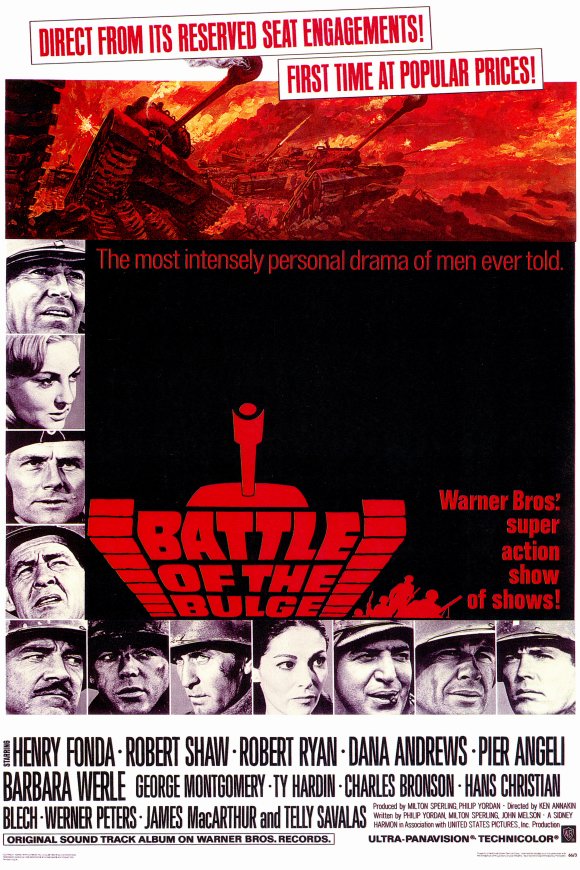 DIRECT FROM ITS RESERVED SEAT ENGAGEMENTS!
FIRST TIME AT POPULAR PRICES!
The most intensely personal drama of men ever told.
Warner Bros.'
super
action
show
of shows!
BATTLE
OF THE
BULGE
STARRING
HENRY FONDA · ROBERT SHAW · ROBERT RYAN · DANA ANDREWS · PIER ANGELI
BARBARA WERLE GEORGE MONTGOMERY · TY HARDIN · CHARLES BRONSON · HANS CHRISTIAN
BLECH · WERNER PETERS · JAMES MacARTHUR and TELLY SAVALAS
Produced by MILTON SPERLING, PHILIP YORDAN · Directed by KEN ANNAKIN
Written by PHILIP YORDAN, MILTON SPERLING, JOHN MELSON · A SIDNEY
HARMON in Association with UNITED STATES PICTURES, Inc. Production
ORIGINAL SOUND TRACK ALBUM ON WARNER BROS. RECORDS.
ULTRA-PANAVISION® TECHNICOLOR®